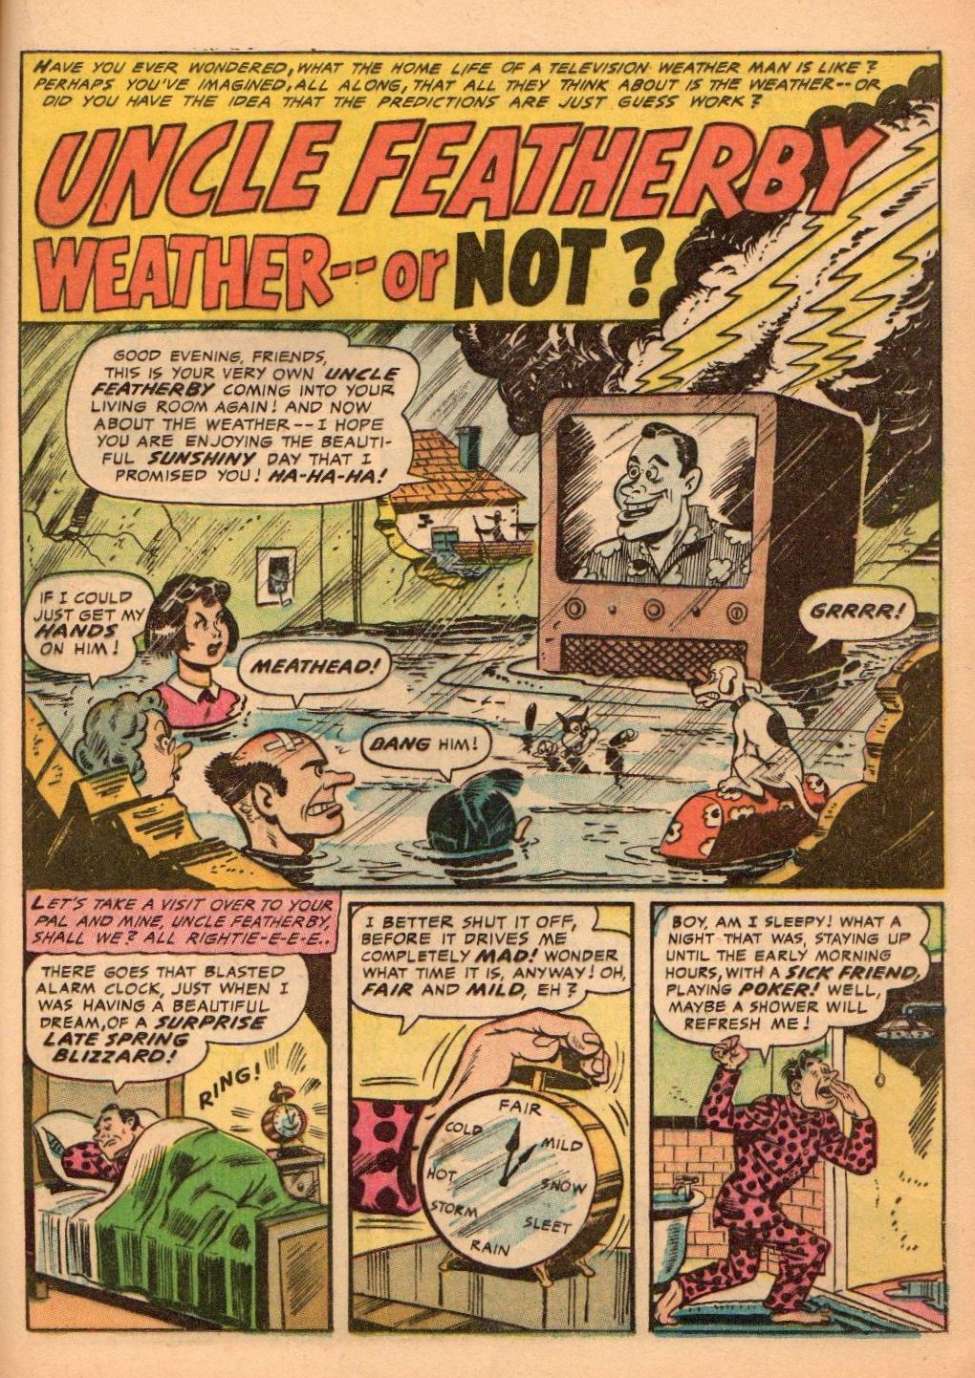 HAVE YOU EVER WONDERED, WHAT THE HOME LIFE OF A TELEVISION WEATHER MAN IS LIKE?
PERHAPS YOU'VE IMAGINED, ALL ALONG, THAT ALL THEY THINK ABOUT IS THE WEATHER--OR
DID YOU HAVE THE IDEA THAT THE PREDICTIONS ARE JUST GUESS WORK?
UNCLE FEATHERBY
WEATHER--or NOT?
GOOD EVENING, FRIENDS,
THIS IS YOUR VERY OWN UNCLE
FEATHERBY COMING INTO YOUR
LIVING ROOM AGAIN! AND NOW
ABOUT THE WEATHER--I HOPE
YOU ARE ENJOYING THE BEAUTI-
FUL SUNSHINY DAY THAT I
PROMISED YOU! HA-HA-HA!
IF I COULD
JUST GET MY
HANDS
ON HIM!
MEATHEAD!
DANG HIM!
GRRRR!
LET'S TAKE A VISIT OVER TO YOUR
PAL AND MINE, UNCLE FEATHERBY,
SHALL WE? ALL RIGHTIE-E-E-E..
THERE GOES THAT BLASTED
ALARM CLOCK, JUST WHEN I
WAS HAVING A BEAUTIFUL
DREAM, OF A SURPRISE
LATE SPRING
BLIZZARD!
RING!
I BETTER SHUT IT OFF,
BEFORE IT DRIVES ME
COMPLETELY MAD! WONDER
WHAT TIME IT IS, ANYWAY! OH,
FAIR AND MILD, EH?
FAIR
COLD
MILD
HOT
SNOW
STORM
SLEET
RAIN
BOY, AM I SLEEPY! WHAT A
NIGHT THAT WAS, STAYING UP
UNTIL THE EARLY MORNING
HOURS, WITH A SICK FRIEND,
PLAYING POKER! WELL,
MAYBE A SHOWER WILL
REFRESH ME!